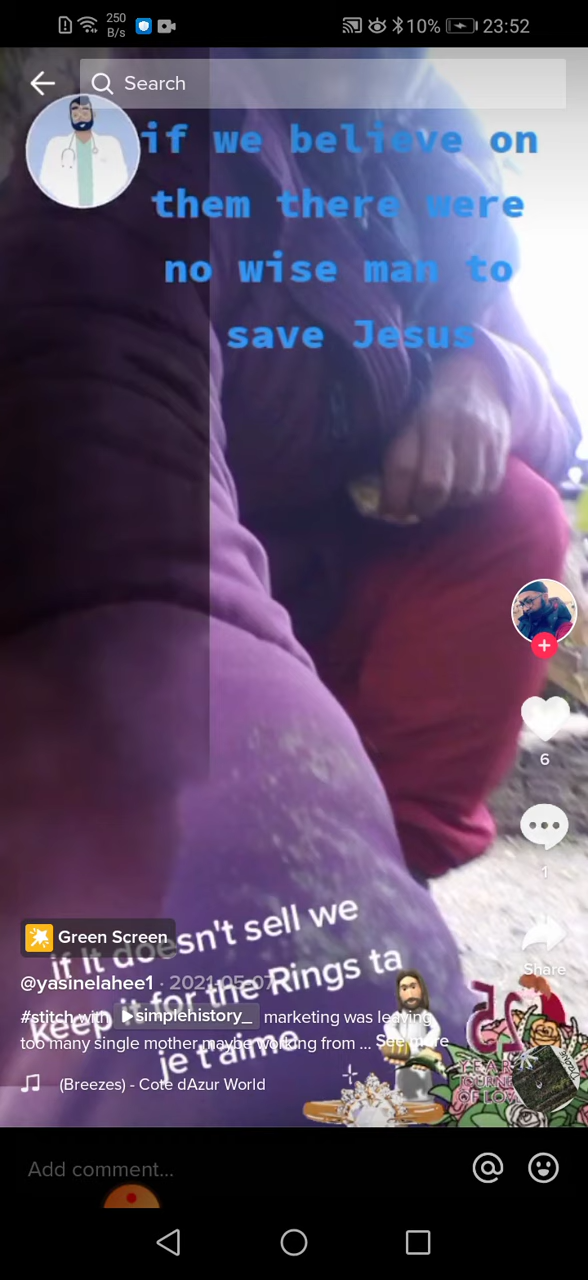 250
B/s
10%
23:52
Search
if we believe on
them there were
no wise man to
save Jesus
6
1
Share
Green Screen
if it doesn't sell we
keep it for the Rings ta
je t'aime
@yasinelahee1 · 2021-05-07
#stitch with simplehistory_ marketing was leaving
too many single mother maybe working from ... See more
(Breezes) - Cote dAzur World
YEAR
OF LOV
Add comment...